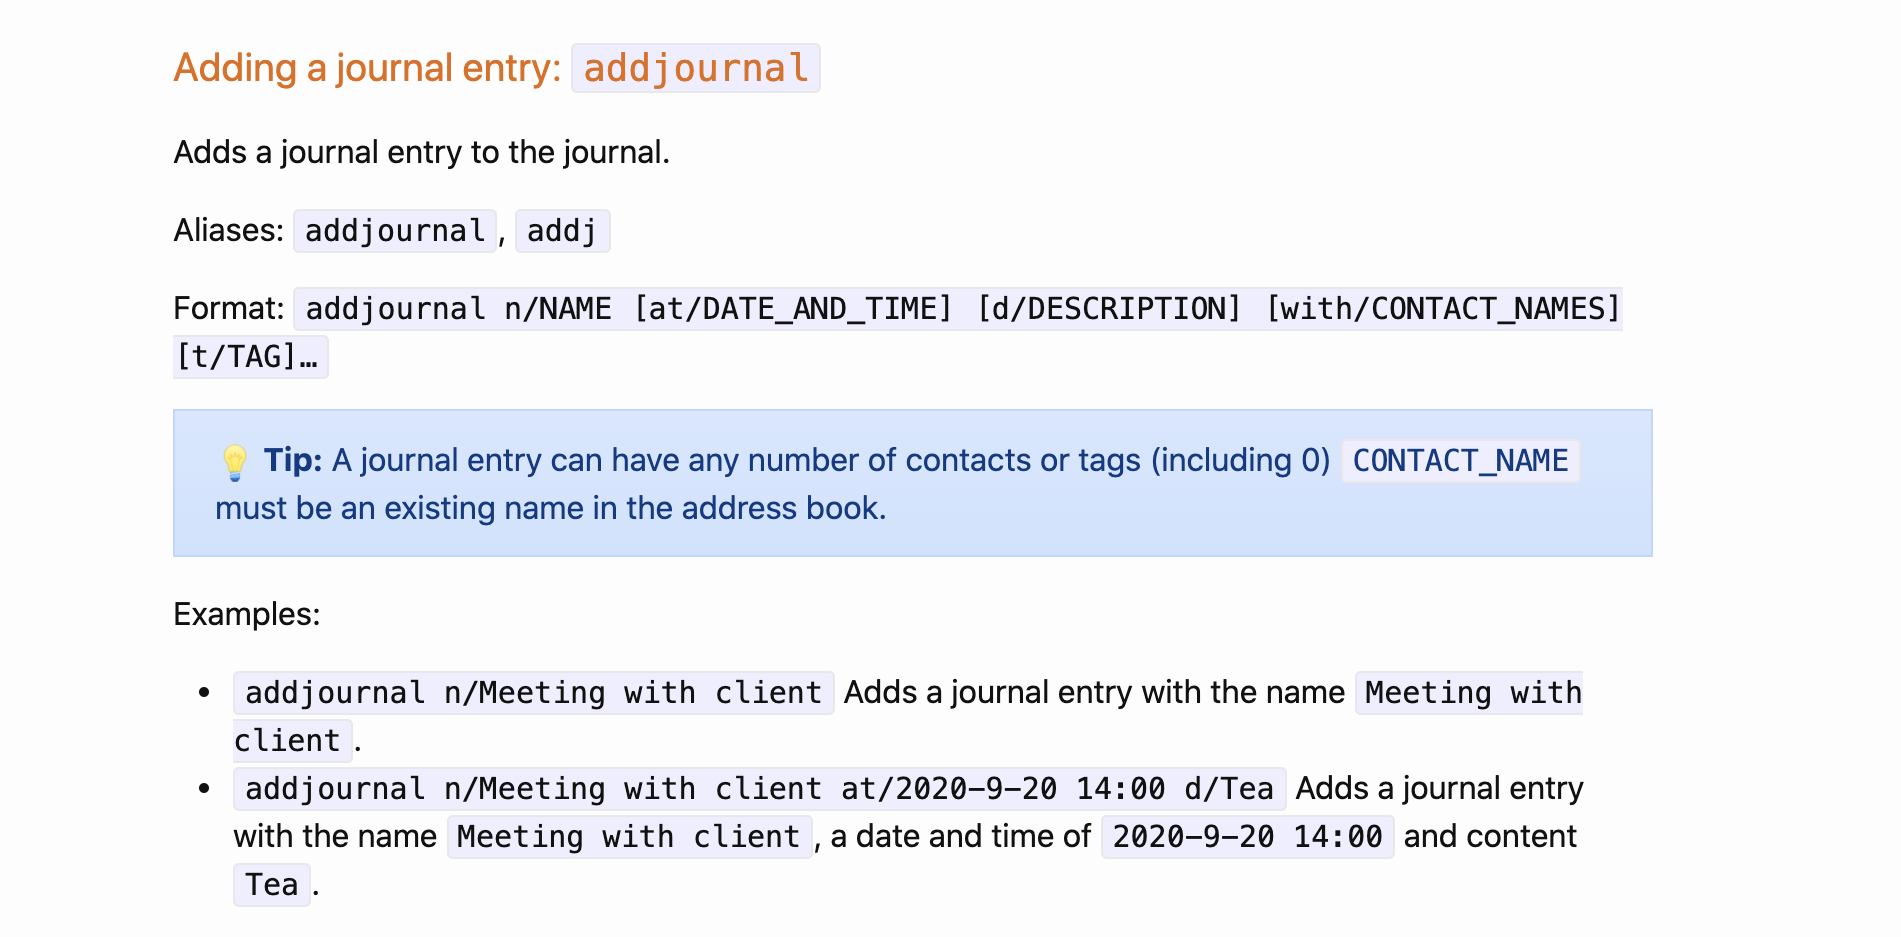 Adding a journal entry: addjournal
Adds a journal entry to the journal.
Aliases: addjournal, addj
Format: addjournal n/NAME [at/DATE_AND_TIME] [d/DESCRIPTION] [with/CONTACT_NAMES]
[t/TAG]…
💡 Tip: A journal entry can have any number of contacts or tags (including 0) CONTACT_NAME
must be an existing name in the address book.
Examples:
• addjournal n/Meeting with client Adds a journal entry with the name Meeting with
client.
• addjournal n/Meeting with client at/2020-9-20 14:00 d/Tea Adds a journal entry
with the name Meeting with client, a date and time of 2020-9-20 14:00 and content
Tea.